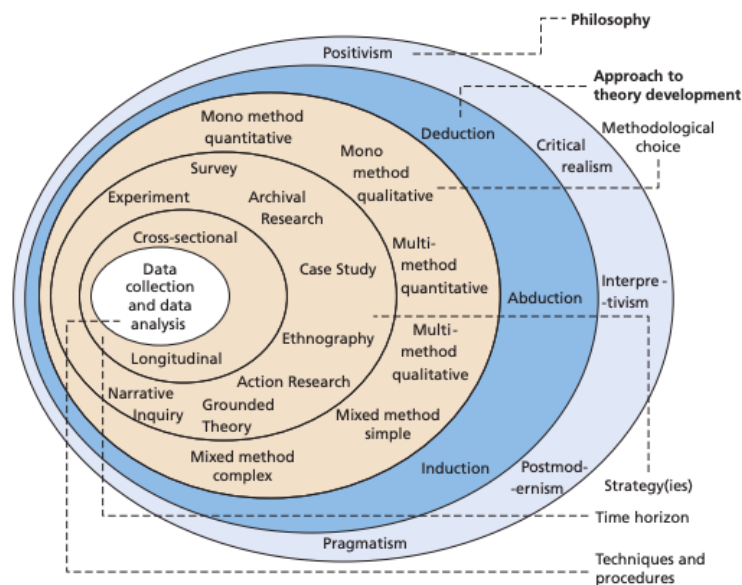 Philosophy
Positivism
Approach to
theory development
Mono method
quantitative
Deduction
Methodological
choice
Critical
realism
Mono
method
qualitative
Survey
Experiment
Archival
Research
Cross-sectional
Multi-
method
quantitative
Data
collection
and data
analysis
Case Study
Interpre-
-tivism
Abduction
Ethnography
Multi-
method
qualitative
Longitudinal
Action Research
Narrative
Inquiry
Grounded
Theory
Mixed method
simple
Mixed method
complex
Induction
Postmod-
-ernism
Strategy(ies)
Time horizon
Pragmatism
Techniques and
procedures